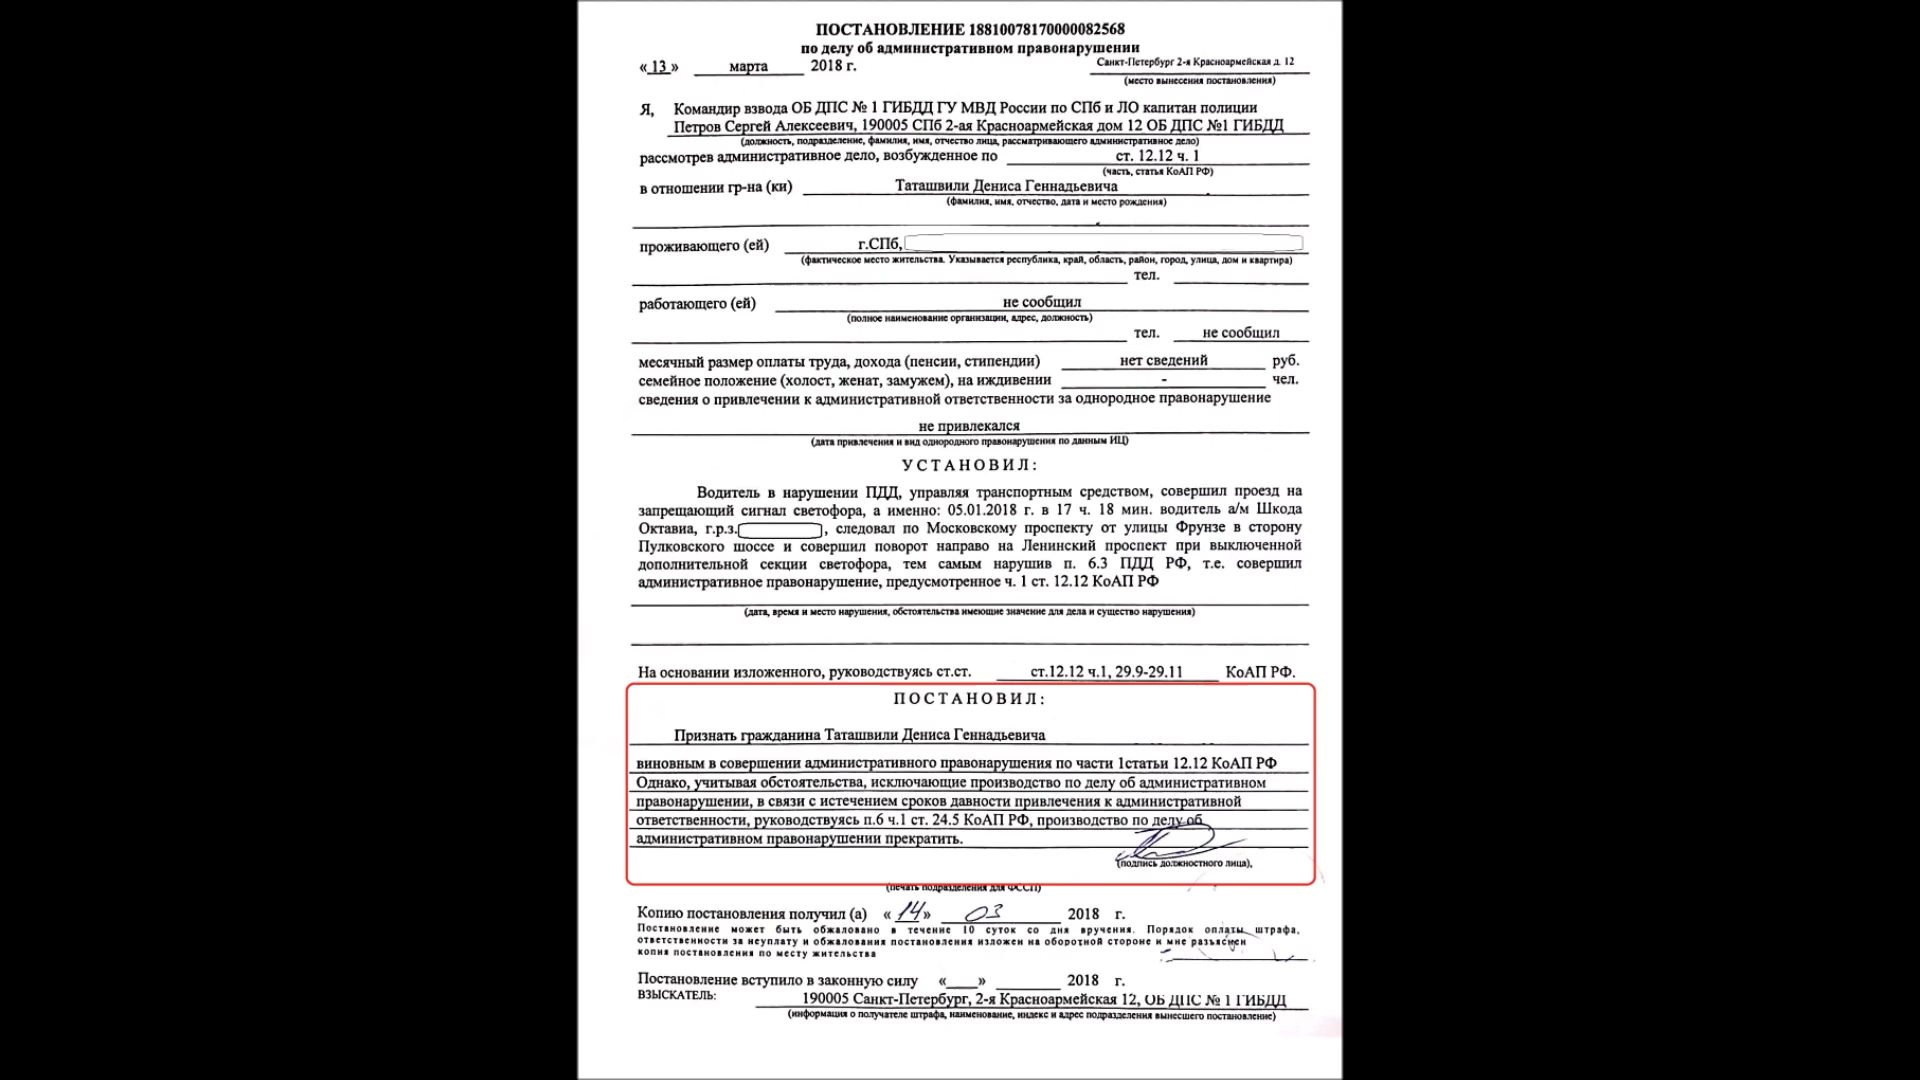 ПОСТАНОВЛЕНИЕ 18810078170000082568
по делу об административном правонарушении
« 13 » марта 2018 г.
Санкт-Петербург 2-я Красноармейская д. 12
(место вынесения постановления)
Я, Командир взвода ОБ ДПС № 1 ГИБДД ГУ МВД России по СПб и ЛО капитан полиции
Петров Сергей Алексеевич, 190005 СПб 2-ая Красноармейская дом 12 ОБ ДПС №1 ГИБДД
(должность, подразделение, фамилия, имя, отчество лица, рассматривающего административное дело)
рассмотрев административное дело, возбужденное по ст. 12.12 ч. 1
(часть, статья КоАП РФ)
в отношении гр-на (ки) Таташвили Дениса Геннадьевича
(фамилия, имя, отчество, дата и место рождения)
проживающего (ей) г.СПб,
(фактическое место жительства. Указывается республика, край, область, район, город, улица, дом и квартира)
тел.
работающего (ей) не сообщил
(полное наименование организации, адрес, должность)
тел. не сообщил
месячный размер оплаты труда, дохода (пенсии, стипендии) нет сведений руб.
семейное положение (холост, женат, замужем), на иждивении - чел.
сведения о привлечении к административной ответственности за однородное правонарушение
не привлекался
(дата привлечения и вид однородного правонарушения по данным ИЦ)
УСТАНОВИЛ:
Водитель в нарушении ПДД, управляя транспортным средством, совершил проезд на
запрещающий сигнал светофора, а именно: 05.01.2018 г. в 17 ч. 18 мин. водитель а/м Шкода
Октавиа, г.р.з. , следовал по Московскому проспекту от улицы Фрунзе в сторону
Пулковского шоссе и совершил поворот направо на Ленинский проспект при выключенной
дополнительной секции светофора, тем самым нарушив п. 6.3 ПДД РФ, т.е. совершил
административное правонарушение, предусмотренное ч. 1 ст. 12.12 КоАП РФ
(дата, время и место нарушения, обстоятельства имеющие значение для дела и существо нарушения)
На основании изложенного, руководствуясь ст.ст. ст.12.12 ч.1, 29.9-29.11 КоАП РФ.
ПОСТАНОВИЛ:
Признать гражданина Таташвили Дениса Геннадьевича
виновным в совершении административного правонарушения по части 1статьи 12.12 КоАП РФ
Однако, учитывая обстоятельства, исключающие производство по делу об административном
правонарушении, в связи с истечением сроков давности привлечения к административной
ответственности, руководствуясь п.6 ч.1 ст. 24.5 КоАП РФ, производство по делу об
административном правонарушении прекратить.
(подпись должностного лица),
(печать подразделения для ФССП)
Копию постановления получил (а) « 14 » 03 2018 г.
Постановление может быть обжаловано в течение 10 суток со дня вручения. Порядок оплаты штрафа,
ответственности за неуплату и обжалования постановления изложен на оборотной стороне и мне разъяснен
копия постановления по месту жительства
Постановление вступило в законную силу « » 2018 г.
ВЗЫСКАТЕЛЬ: 190005 Санкт-Петербург, 2-я Красноармейская 12, ОБ ДПС № 1 ГИБДД
(информация о получателе штрафа, наименование, индекс и адрес подразделения вынесшего постановление)